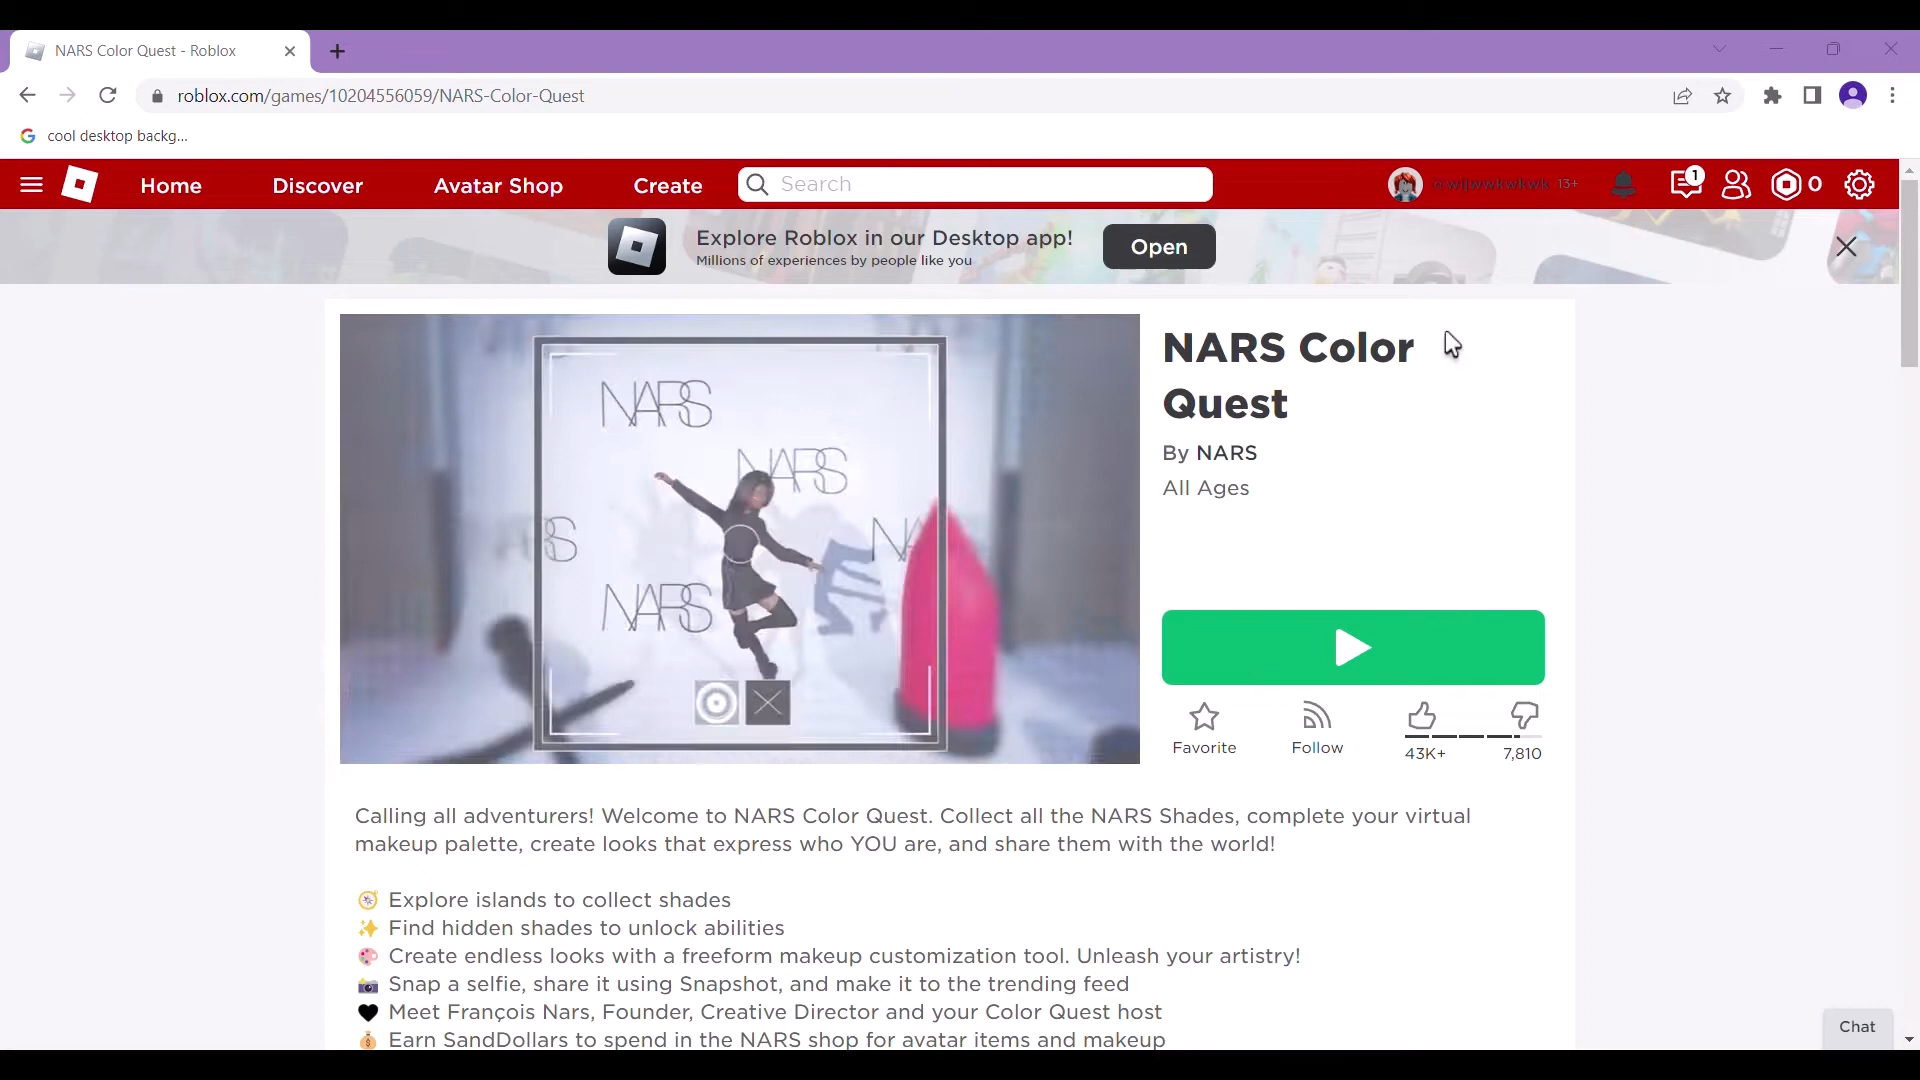 NARS Color Quest - Roblox
roblox.com/games/10204556059/NARS-Color-Quest
cool desktop backg...
Home Discover Avatar Shop Create Search 13+ 1 0
Explore Roblox in our Desktop app!
Millions of experiences by people like you
Open
NARS
NARS
NARS
NARS Color
Quest
By NARS
All Ages
Favorite Follow 43K+ 7,810
Calling all adventurers! Welcome to NARS Color Quest. Collect all the NARS Shades, complete your virtual
makeup palette, create looks that express who YOU are, and share them with the world!
Explore islands to collect shades
Find hidden shades to unlock abilities
Create endless looks with a freeform makeup customization tool. Unleash your artistry!
Snap a selfie, share it using Snapshot, and make it to the trending feed
Meet François Nars, Founder, Creative Director and your Color Quest host
Earn SandDollars to spend in the NARS shop for avatar items and makeup
Chat